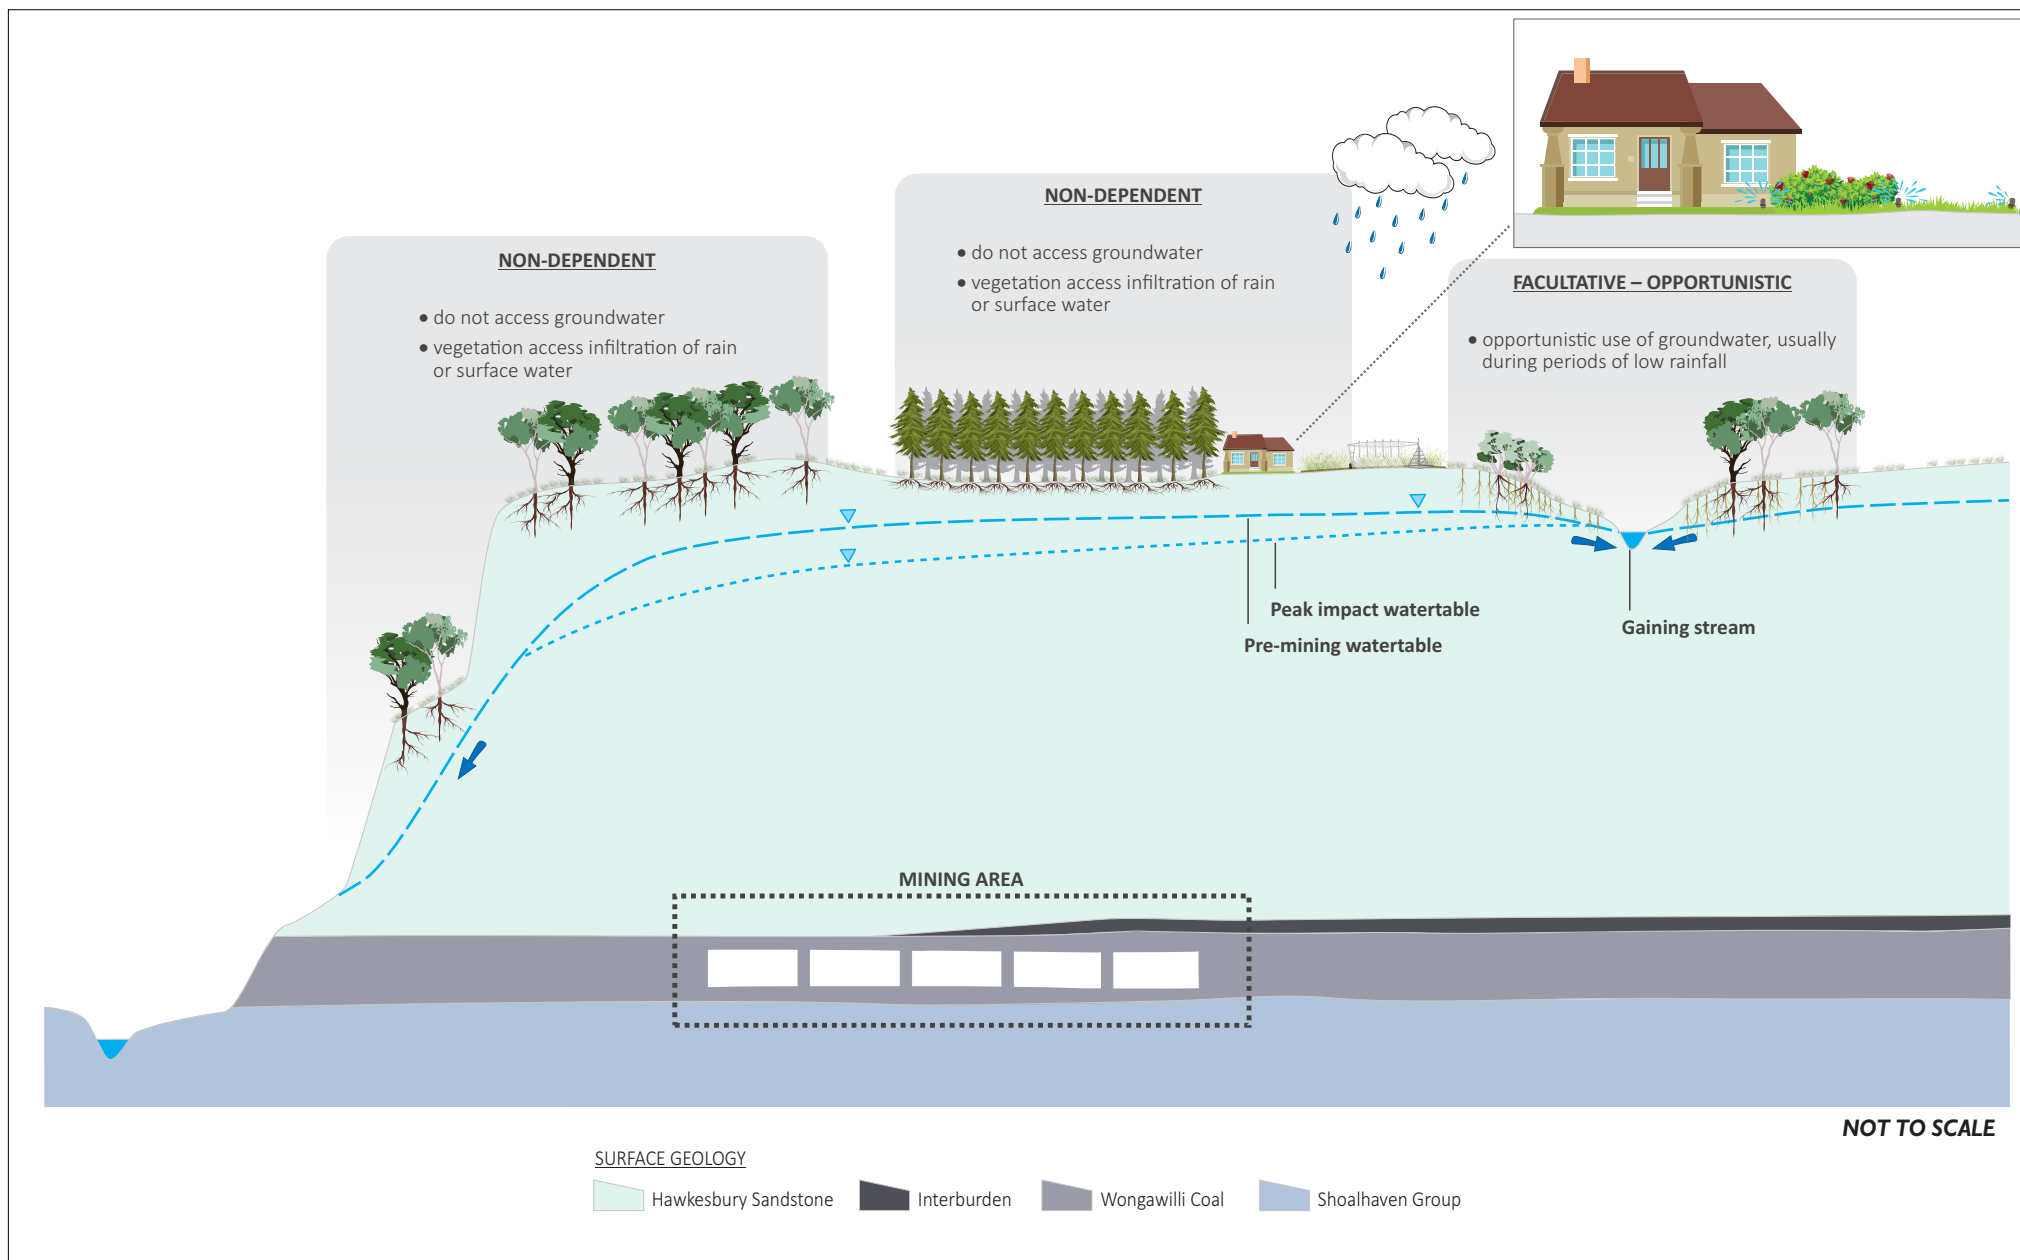 NON-DEPENDENT
• do not access groundwater
• vegetation access infiltration of rain
or surface water
NON-DEPENDENT
• do not access groundwater
• vegetation access infiltration of rain
or surface water
FACULTATIVE – OPPORTUNISTIC
• opportunistic use of groundwater, usually
during periods of low rainfall
Peak impact watertable
Pre-mining watertable
Gaining stream
MINING AREA
NOT TO SCALE
SURFACE GEOLOGY
Hawkesbury Sandstone
Interburden
Wongawilli Coal
Shoalhaven Group